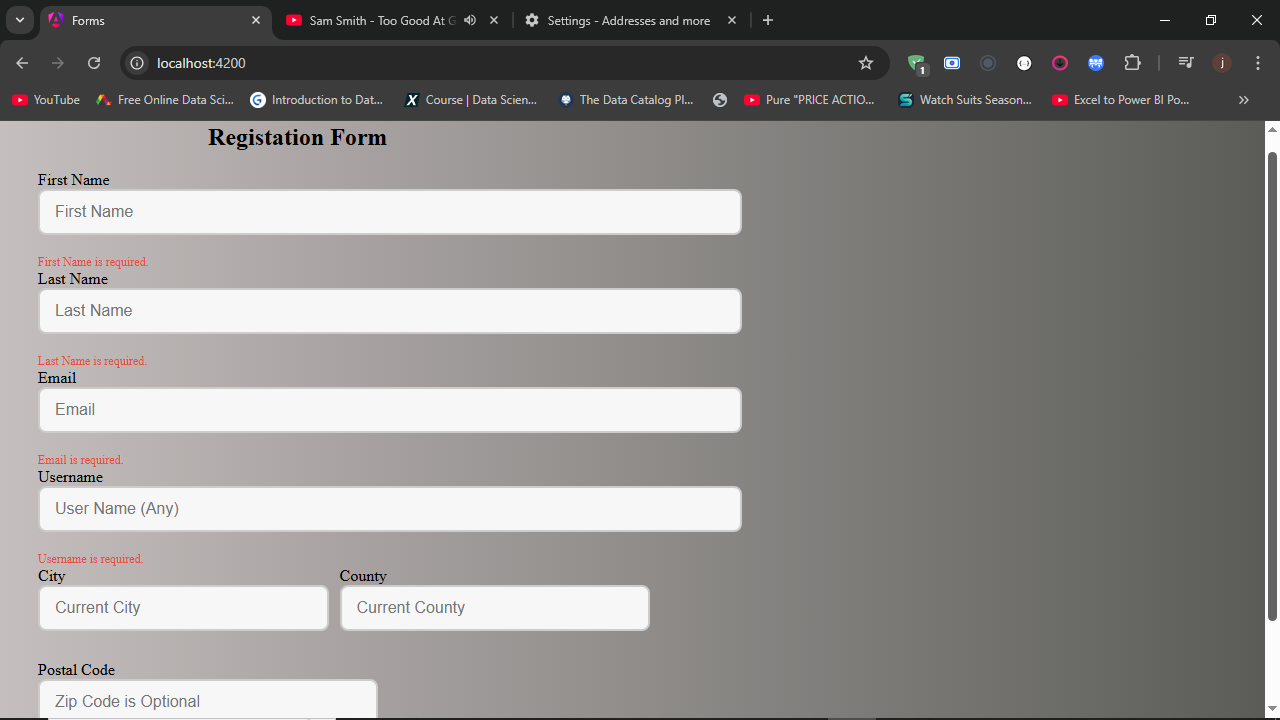 Forms
Sam Smith - Too Good At G
Settings - Addresses and more
localhost:4200
1
j
YouTube
Free Online Data Sci...
Introduction to Dat...
Course | Data Scien...
The Data Catalog Pl...
Pure "PRICE ACTIO...
Watch Suits Season...
Excel to Power BI Po...
Registation Form
First Name
First Name
First Name is required.
Last Name
Last Name
Last Name is required.
Email
Email
Email is required.
Username
User Name (Any)
Username is required.
City County
Current City Current County
Postal Code
Zip Code is Optional